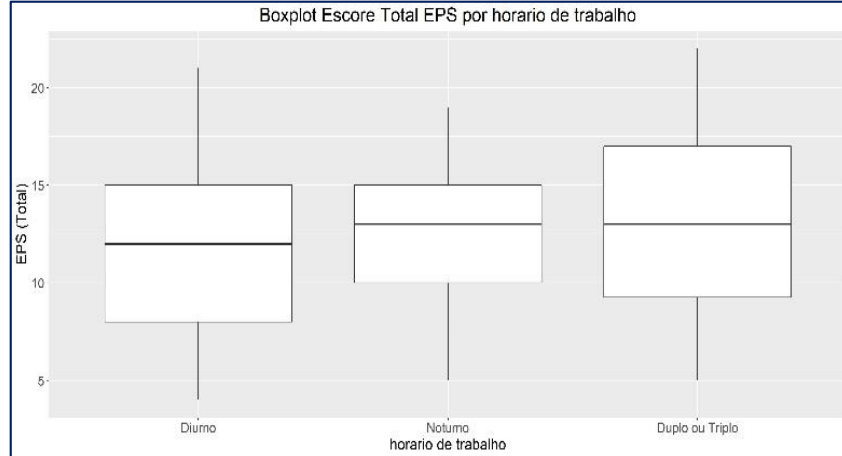 Boxplot Escore Total EPS por horario de trabalho
EPS (Total)
20
15
10
5
Diurno
Noturno
Duplo ou Triplo
horario de trabalho